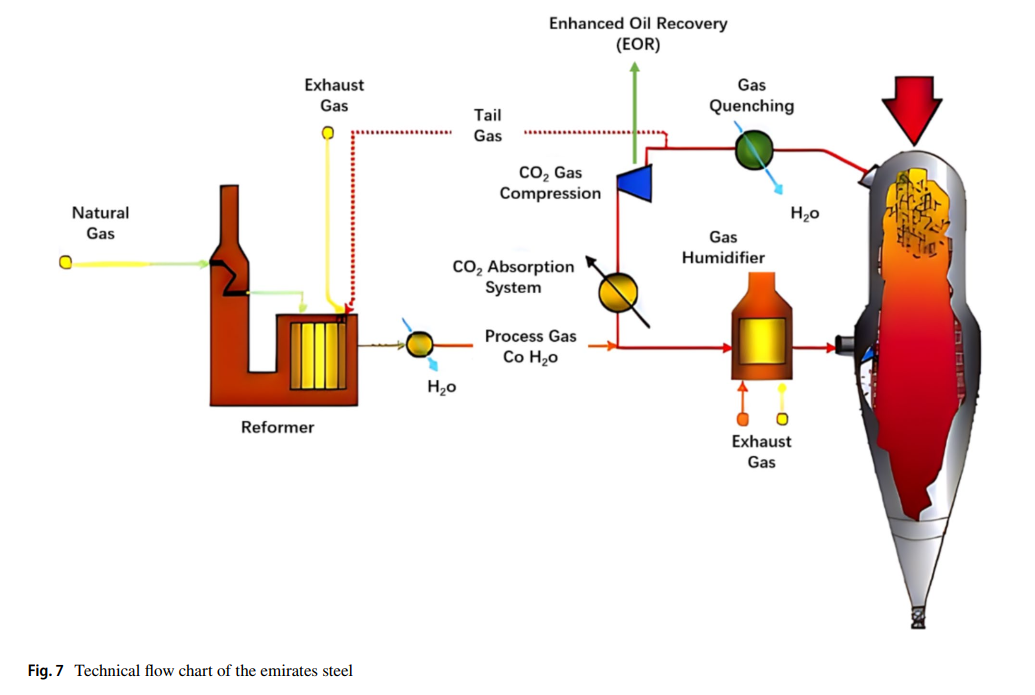 Enhanced Oil Recovery
(EOR)
Exhaust
Gas
Tail
Gas
Gas
Quenching
CO₂ Gas
Compression
Natural
Gas
H₂o
Gas
Humidifier
CO₂ Absorption
System
Process Gas
Co H₂o
H₂o
Reformer
Exhaust
Gas
Fig. 7 Technical flow chart of the emirates steel